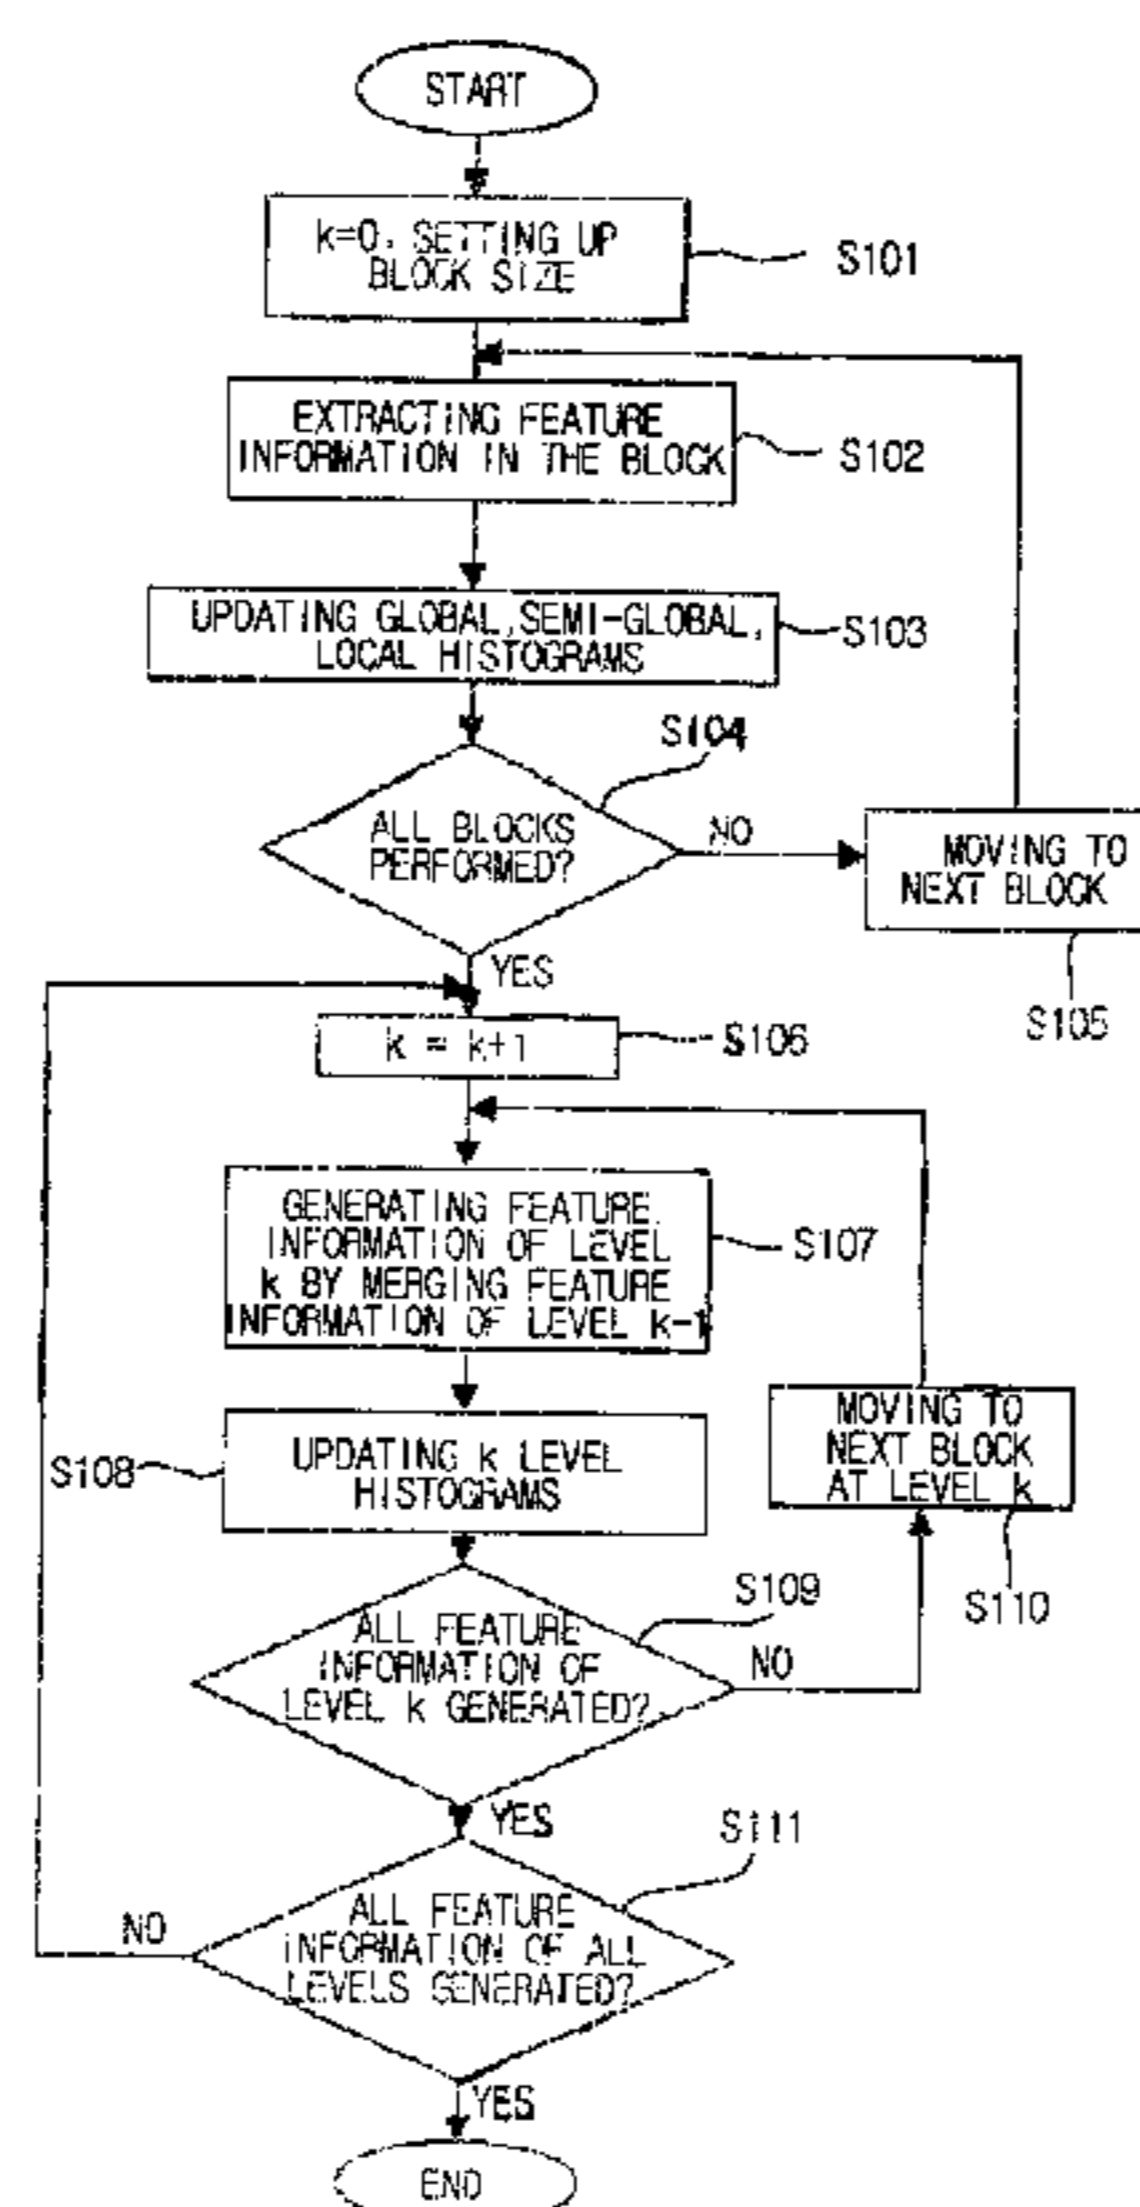 START
k=0, SETTING UP
BLOCK SIZE
S101
EXTRACTING FEATURE
INFORMATION IN THE BLOCK
S102
UPDATING GLOBAL,SEMI-GLOBAL,
LOCAL HISTOGRAMS
S103
S104
ALL BLOCKS
PERFORMED?
NO
MOVING TO
NEXT BLOCK
S105
YES
k = k+1
S106
GENERATING FEATURE
INFORMATION OF LEVEL
k BY MERGING FEATURE
INFORMATION OF LEVEL k-1
S107
UPDATING k LEVEL
HISTOGRAMS
S108
MOVING TO
NEXT BLOCK
AT LEVEL k
S110
S109
ALL FEATURE
INFORMATION OF
LEVEL k GENERATED?
NO
YES
S111
ALL FEATURE
INFORMATION OF ALL
LEVELS GENERATED?
NO
YES
END